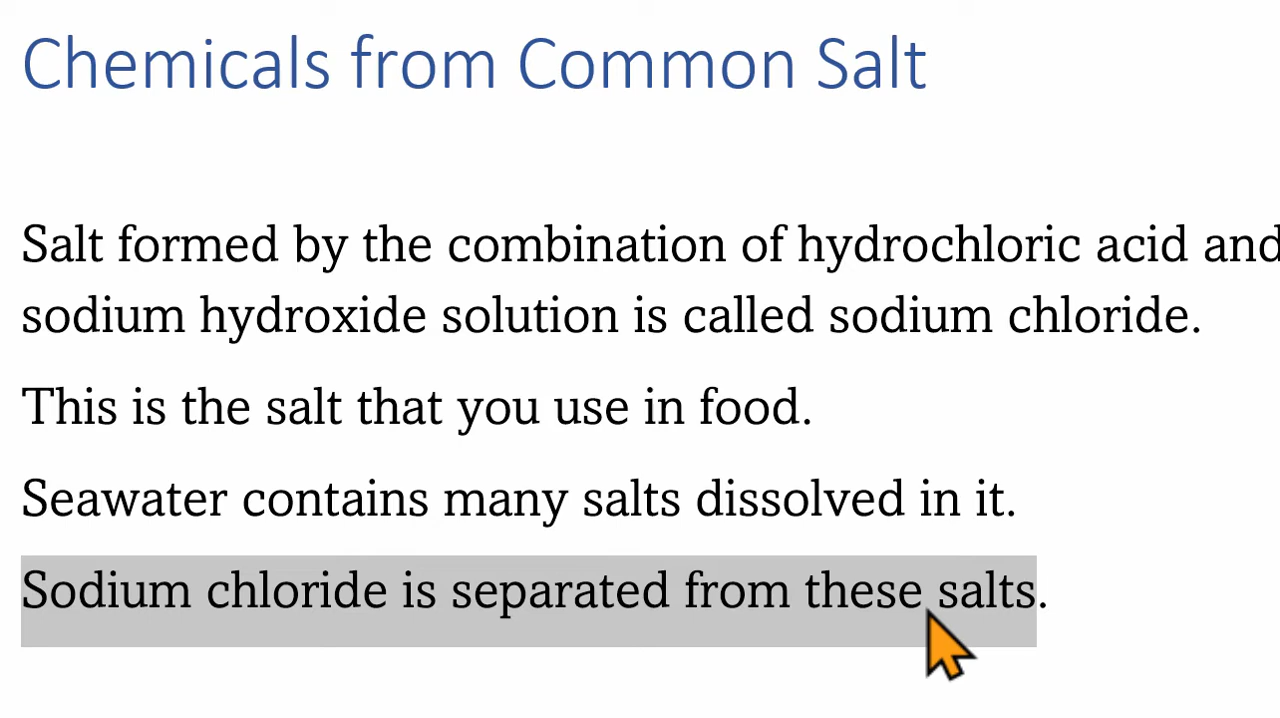 Chemicals from Common Salt
Salt formed by the combination of hydrochloric acid and
sodium hydroxide solution is called sodium chloride.
This is the salt that you use in food.
Seawater contains many salts dissolved in it.
Sodium chloride is separated from these salts.